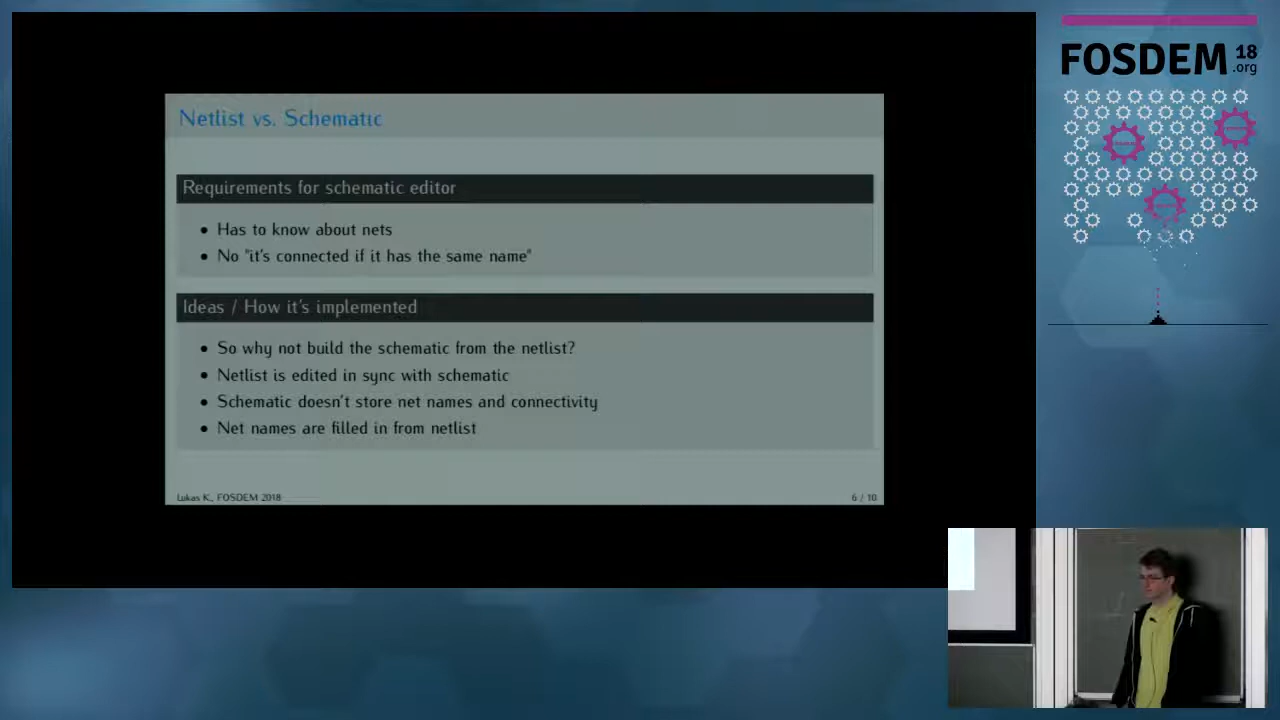 FOSDEM 18
.org
Netlist vs. Schematic
Requirements for schematic editor
• Has to know about nets
• No "it's connected if it has the same name"
Ideas / How it's implemented
• So why not build the schematic from the netlist?
• Netlist is edited in sync with schematic
• Schematic doesn't store net names and connectivity
• Net names are filled in from netlist
Lukas K., FOSDEM 2018
6 / 10